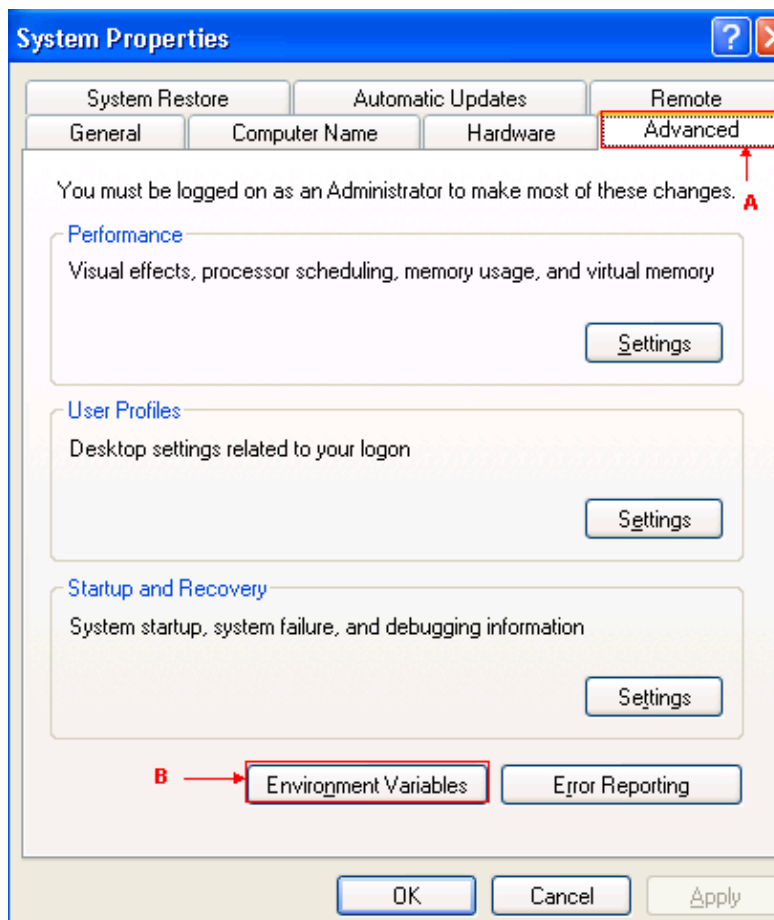 System Properties
System Restore
Automatic Updates
Remote
General
Computer Name
Hardware
Advanced
You must be logged on as an Administrator to make most of these changes.
A
Performance
Visual effects, processor scheduling, memory usage, and virtual memory
Settings
User Profiles
Desktop settings related to your logon
Settings
Startup and Recovery
System startup, system failure, and debugging information
Settings
B
Environment Variables
Error Reporting
OK
Cancel
Apply